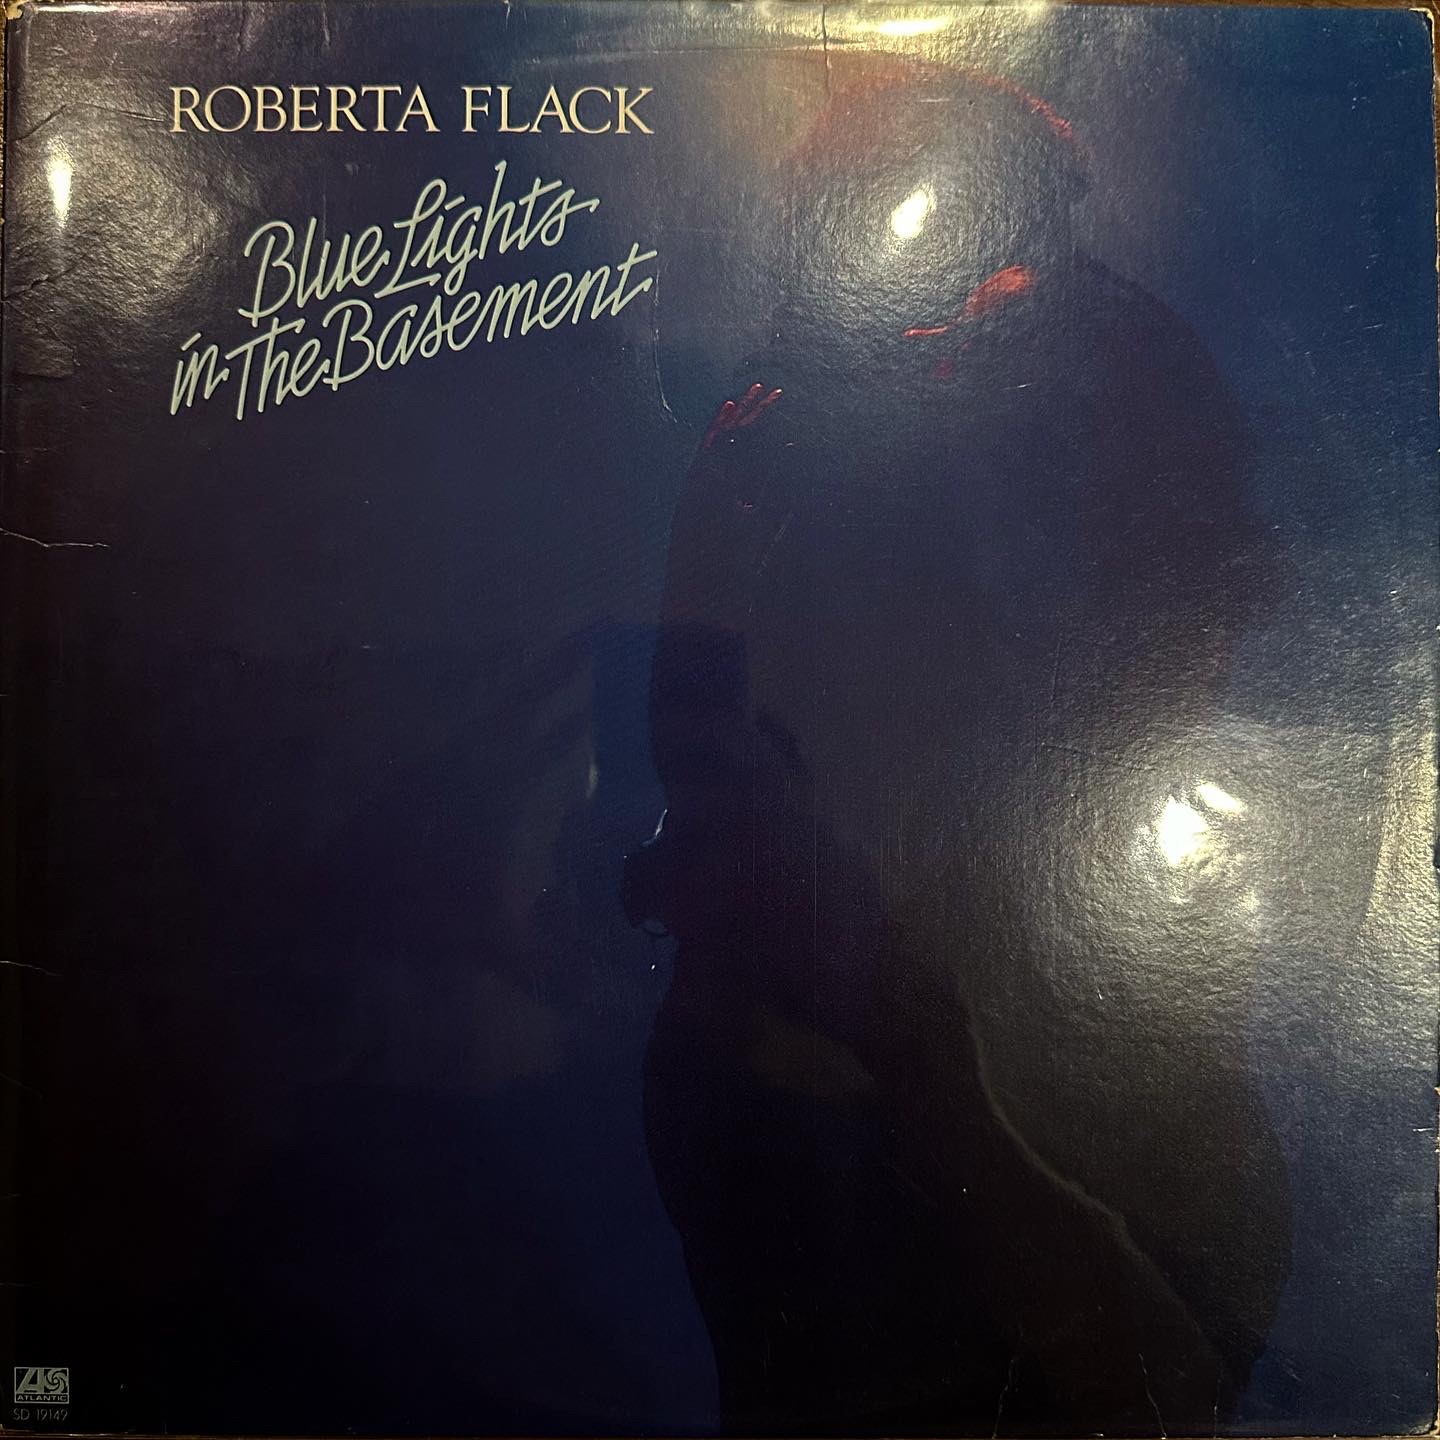 ROBERTA FLACK
Blue Lights
in The Basement
ATLANTIC
SD 19149